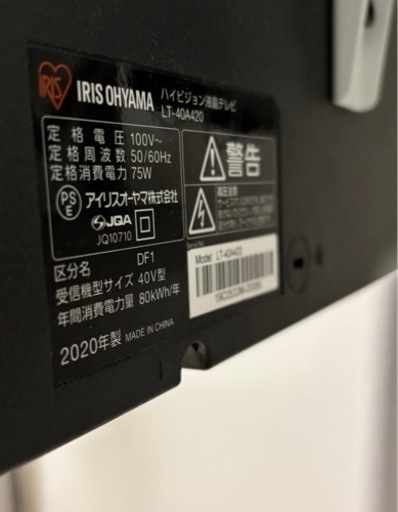 IRIS
IRIS OHYAMA
ハイビジョン液晶テレビ
LT-40A420
定格電圧 100V~
定格周波数 50/60Hz
定格消費電力 75W
PSE
アイリスオーヤマ株式会社
JQA
JQ10710
区分名 DF1
受信機型サイズ 40V型
年間消費電力量 80kWh/年
2020年製 MADE IN CHINA
警告
Model: LT-40A420